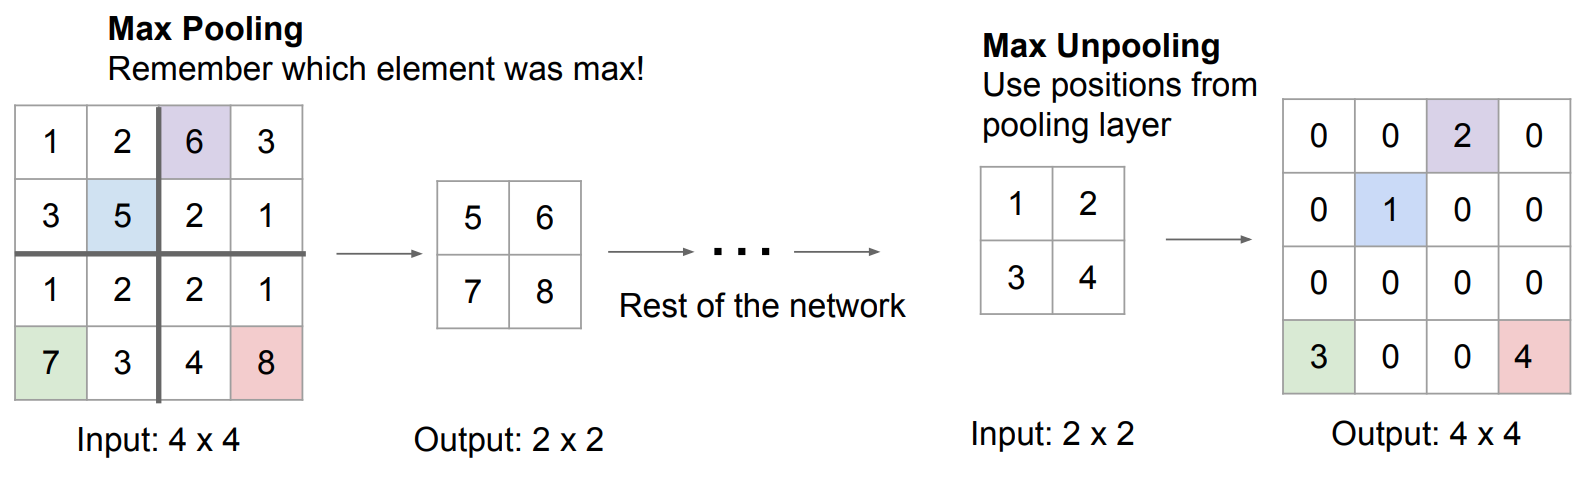 Max Pooling
Remember which element was max!
1 2 6 3
3 5 2 1
1 2 2 1
7 3 4 8
Input: 4 x 4
5 6
7 8
Output: 2 x 2
...
Rest of the network
Max Unpooling
Use positions from
pooling layer
1 2
3 4
Input: 2 x 2
0 0 2 0
0 1 0 0
0 0 0 0
3 0 0 4
Output: 4 x 4